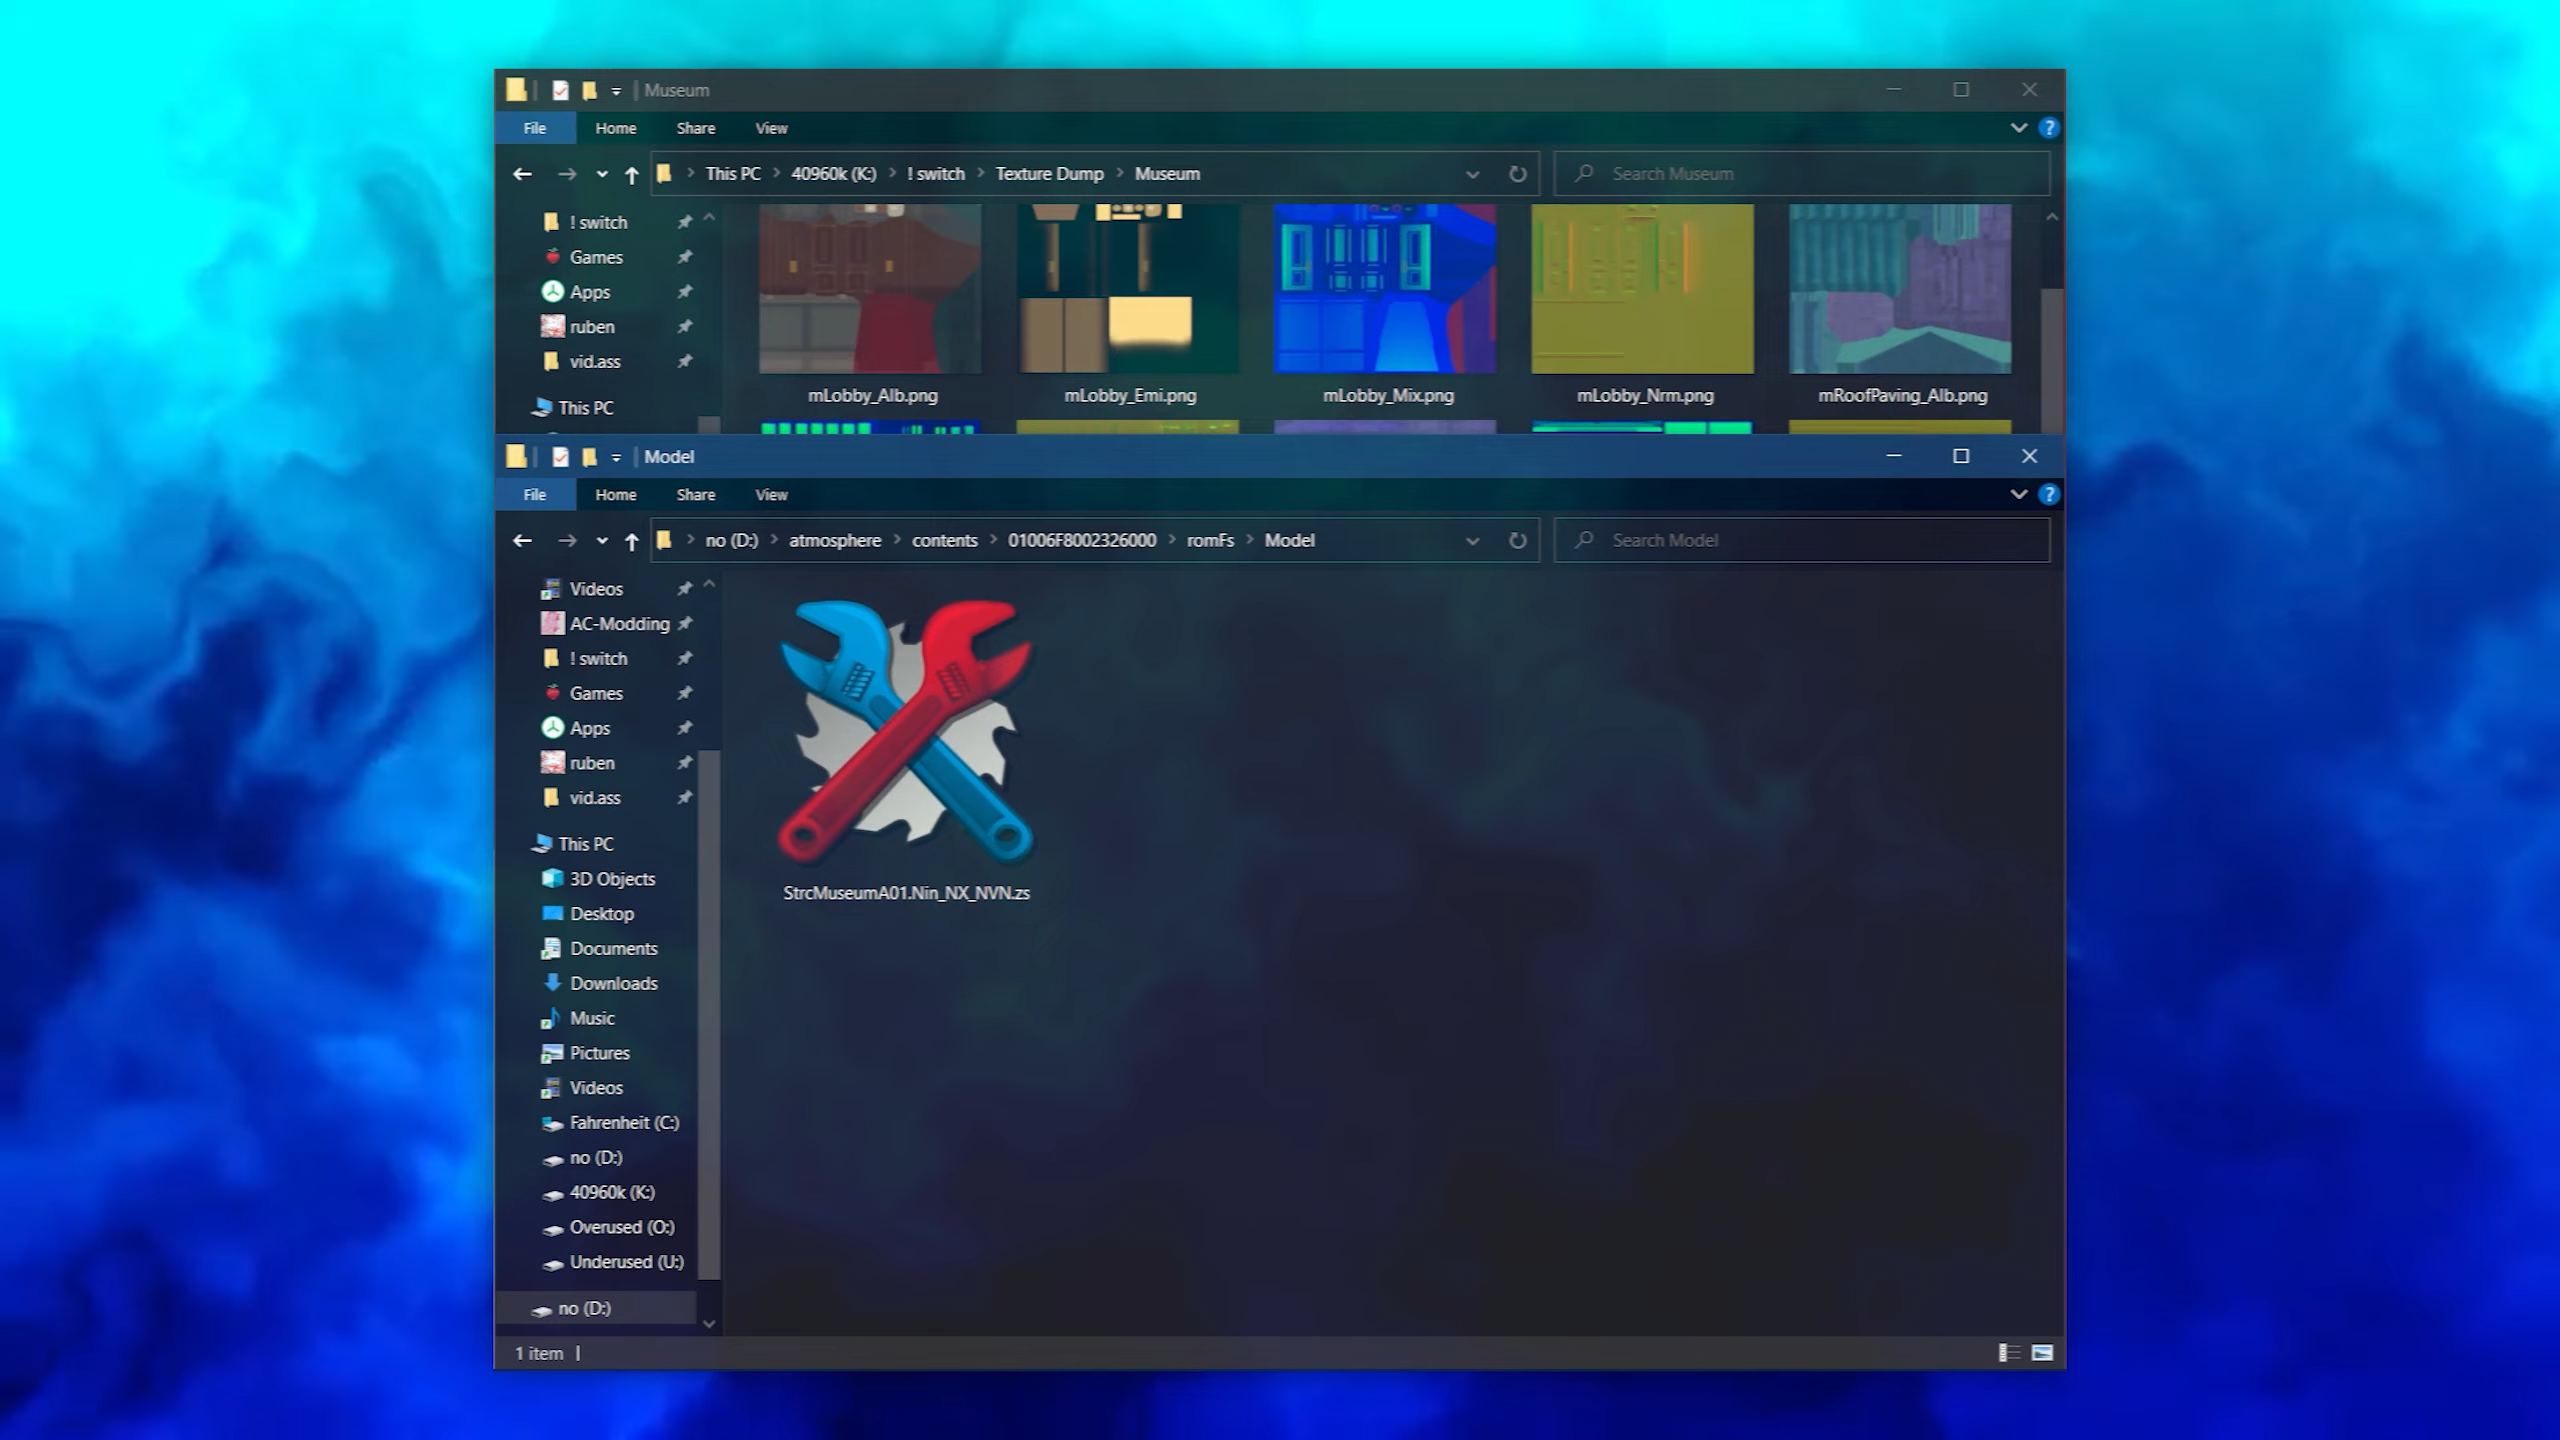 Museum
File Home Share View
This PC > 40960k (K:) > ! switch > Texture Dump > Museum
Search Museum
! switch
Games
Apps
ruben
vid.ass
This PC
mLobby_Alb.png
mLobby_Emi.png
mLobby_Mix.png
mLobby_Nrm.png
mRoofPaving_Alb.png
Model
File Home Share View
no (D:) > atmosphere > contents > 01006F8002326000 > romFs > Model
Search Model
Videos
AC-Modding
! switch
Games
Apps
ruben
vid.ass
This PC
3D Objects
Desktop
Documents
Downloads
Music
Pictures
Videos
Fahrenheit (C:)
no (D:)
40960k (K:)
Overused (O:)
Underused (U:)
no (D:)
StrcMuseumA01.Nin_NX_NVN.zs
1 item